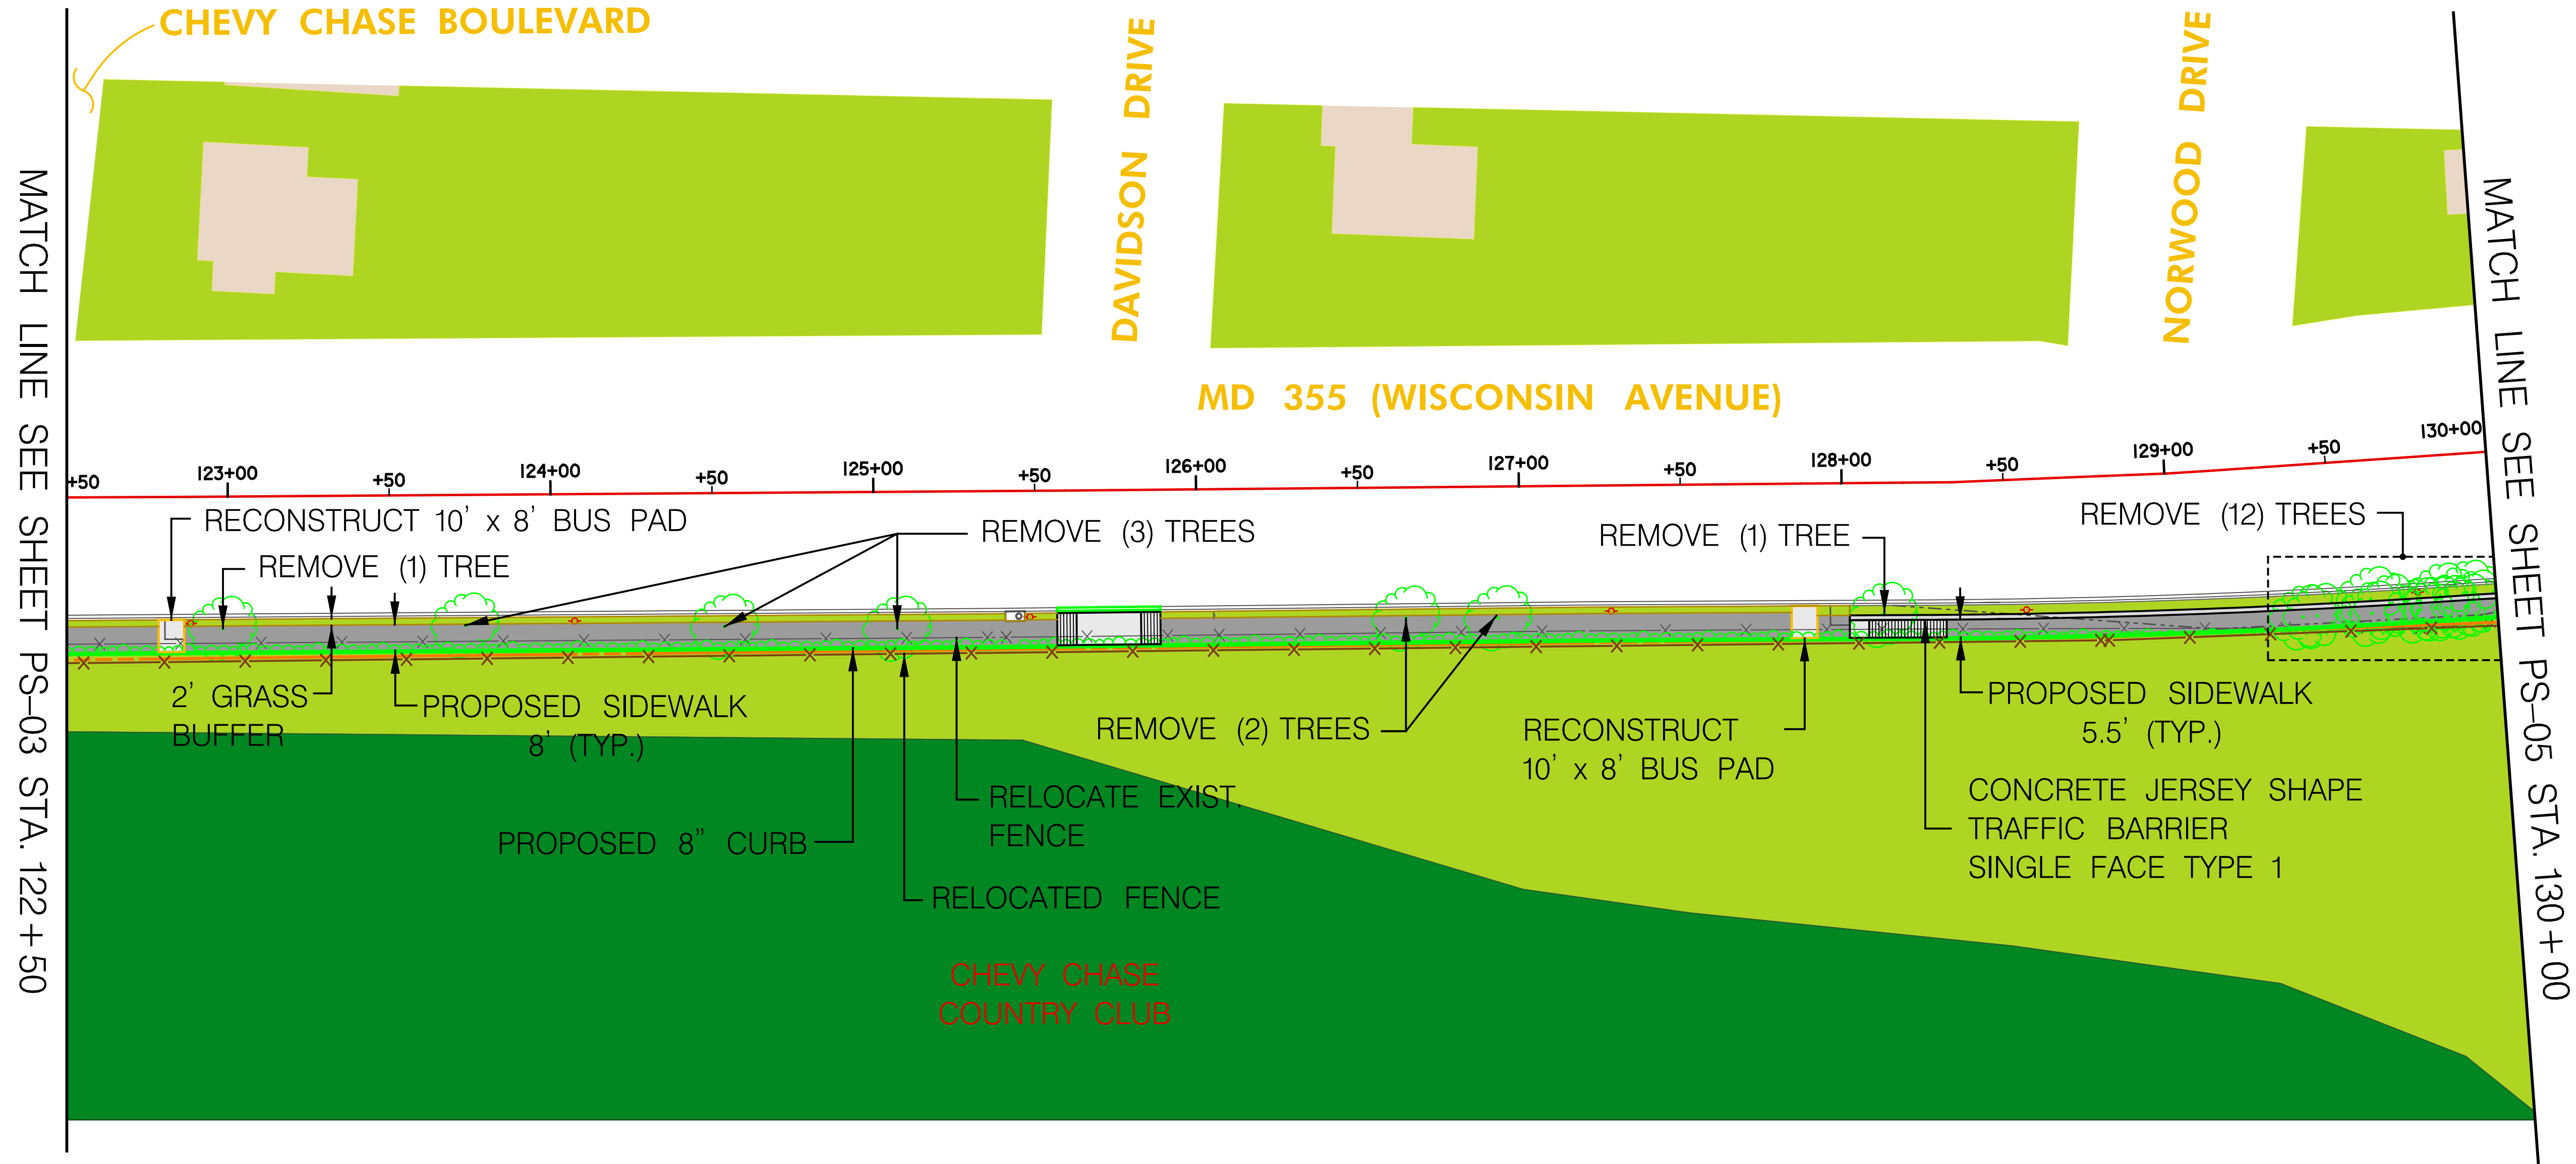 CHEVY CHASE BOULEVARD
DAVIDSON DRIVE
NORWOOD DRIVE
MATCH LINE SEE SHEET PS-03 STA. 122+50
MATCH LINE SEE SHEET PS-05 STA. 130+00
MD 355 (WISCONSIN AVENUE)
+50 123+00 +50 124+00 +50 125+00 +50 126+00 +50 127+00 +50 128+00 +50 129+00 +50 130+00
RECONSTRUCT 10' x 8' BUS PAD
REMOVE (1) TREE
REMOVE (3) TREES
REMOVE (1) TREE
REMOVE (12) TREES
2' GRASS
BUFFER
PROPOSED SIDEWALK
8' (TYP.)
REMOVE (2) TREES
RECONSTRUCT
10' x 8' BUS PAD
PROPOSED SIDEWALK
5.5' (TYP.)
RELOCATE EXIST.
FENCE
PROPOSED 8" CURB
RELOCATED FENCE
CONCRETE JERSEY SHAPE
TRAFFIC BARRIER
SINGLE FACE TYPE 1
CHEVY CHASE
COUNTRY CLUB